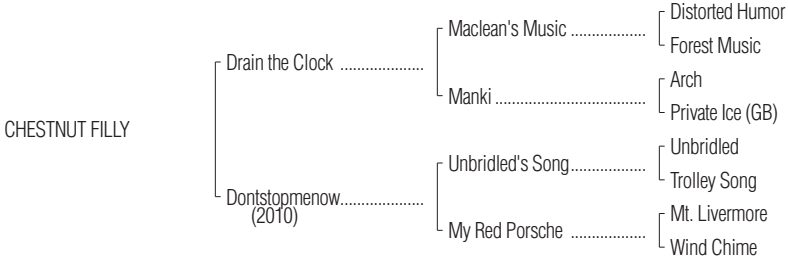 Distorted Humor
Maclean's Music ..................
Forest Music
Drain the Clock ....................
Arch
Manki ....................................
Private Ice (GB)
CHESTNUT FILLY
Unbridled
Unbridled's Song..................
Trolley Song
Dontstopmenow....................
(2010)
Mt. Livermore
My Red Porsche ..................
Wind Chime